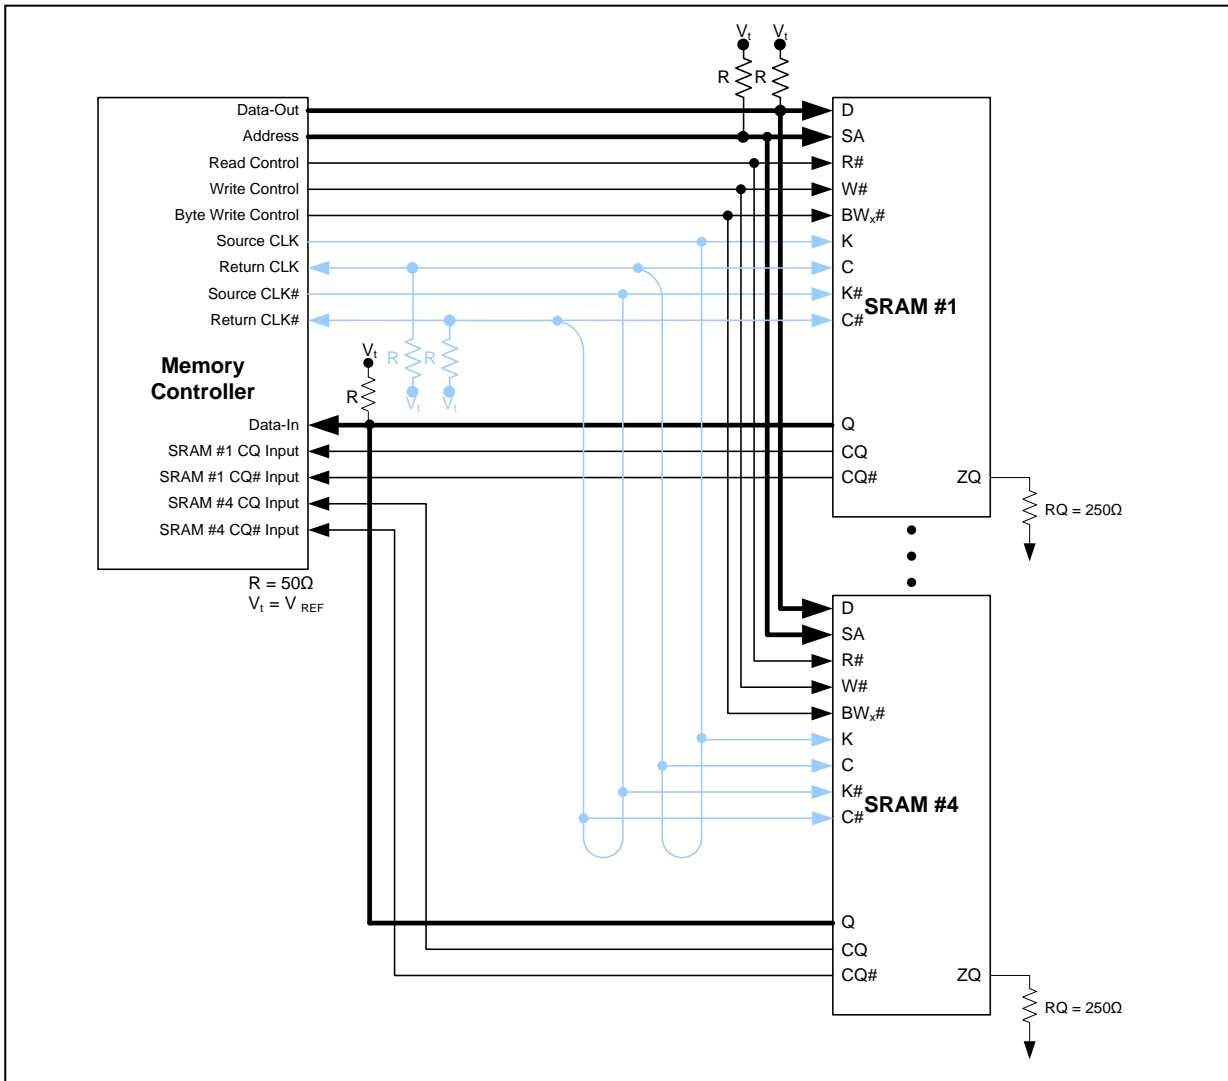 Vt Vt
R R
Data-Out
Address
Read Control
Write Control
Byte Write Control
Source CLK
Return CLK
Source CLK#
Return CLK#
Memory
Controller
Data-In
SRAM #1 CQ Input
SRAM #1 CQ# Input
SRAM #4 CQ Input
SRAM #4 CQ# Input
R = 50Ω
Vt = V REF
Vt
R
R R
Vt Vt
D
SA
R#
W#
BWx#
K
C
K#
SRAM #1
C#
Q
CQ
CQ# ZQ
RQ = 250Ω
D
SA
R#
W#
BWx#
K
C
K#
SRAM #4
C#
Q
CQ
CQ# ZQ
RQ = 250Ω